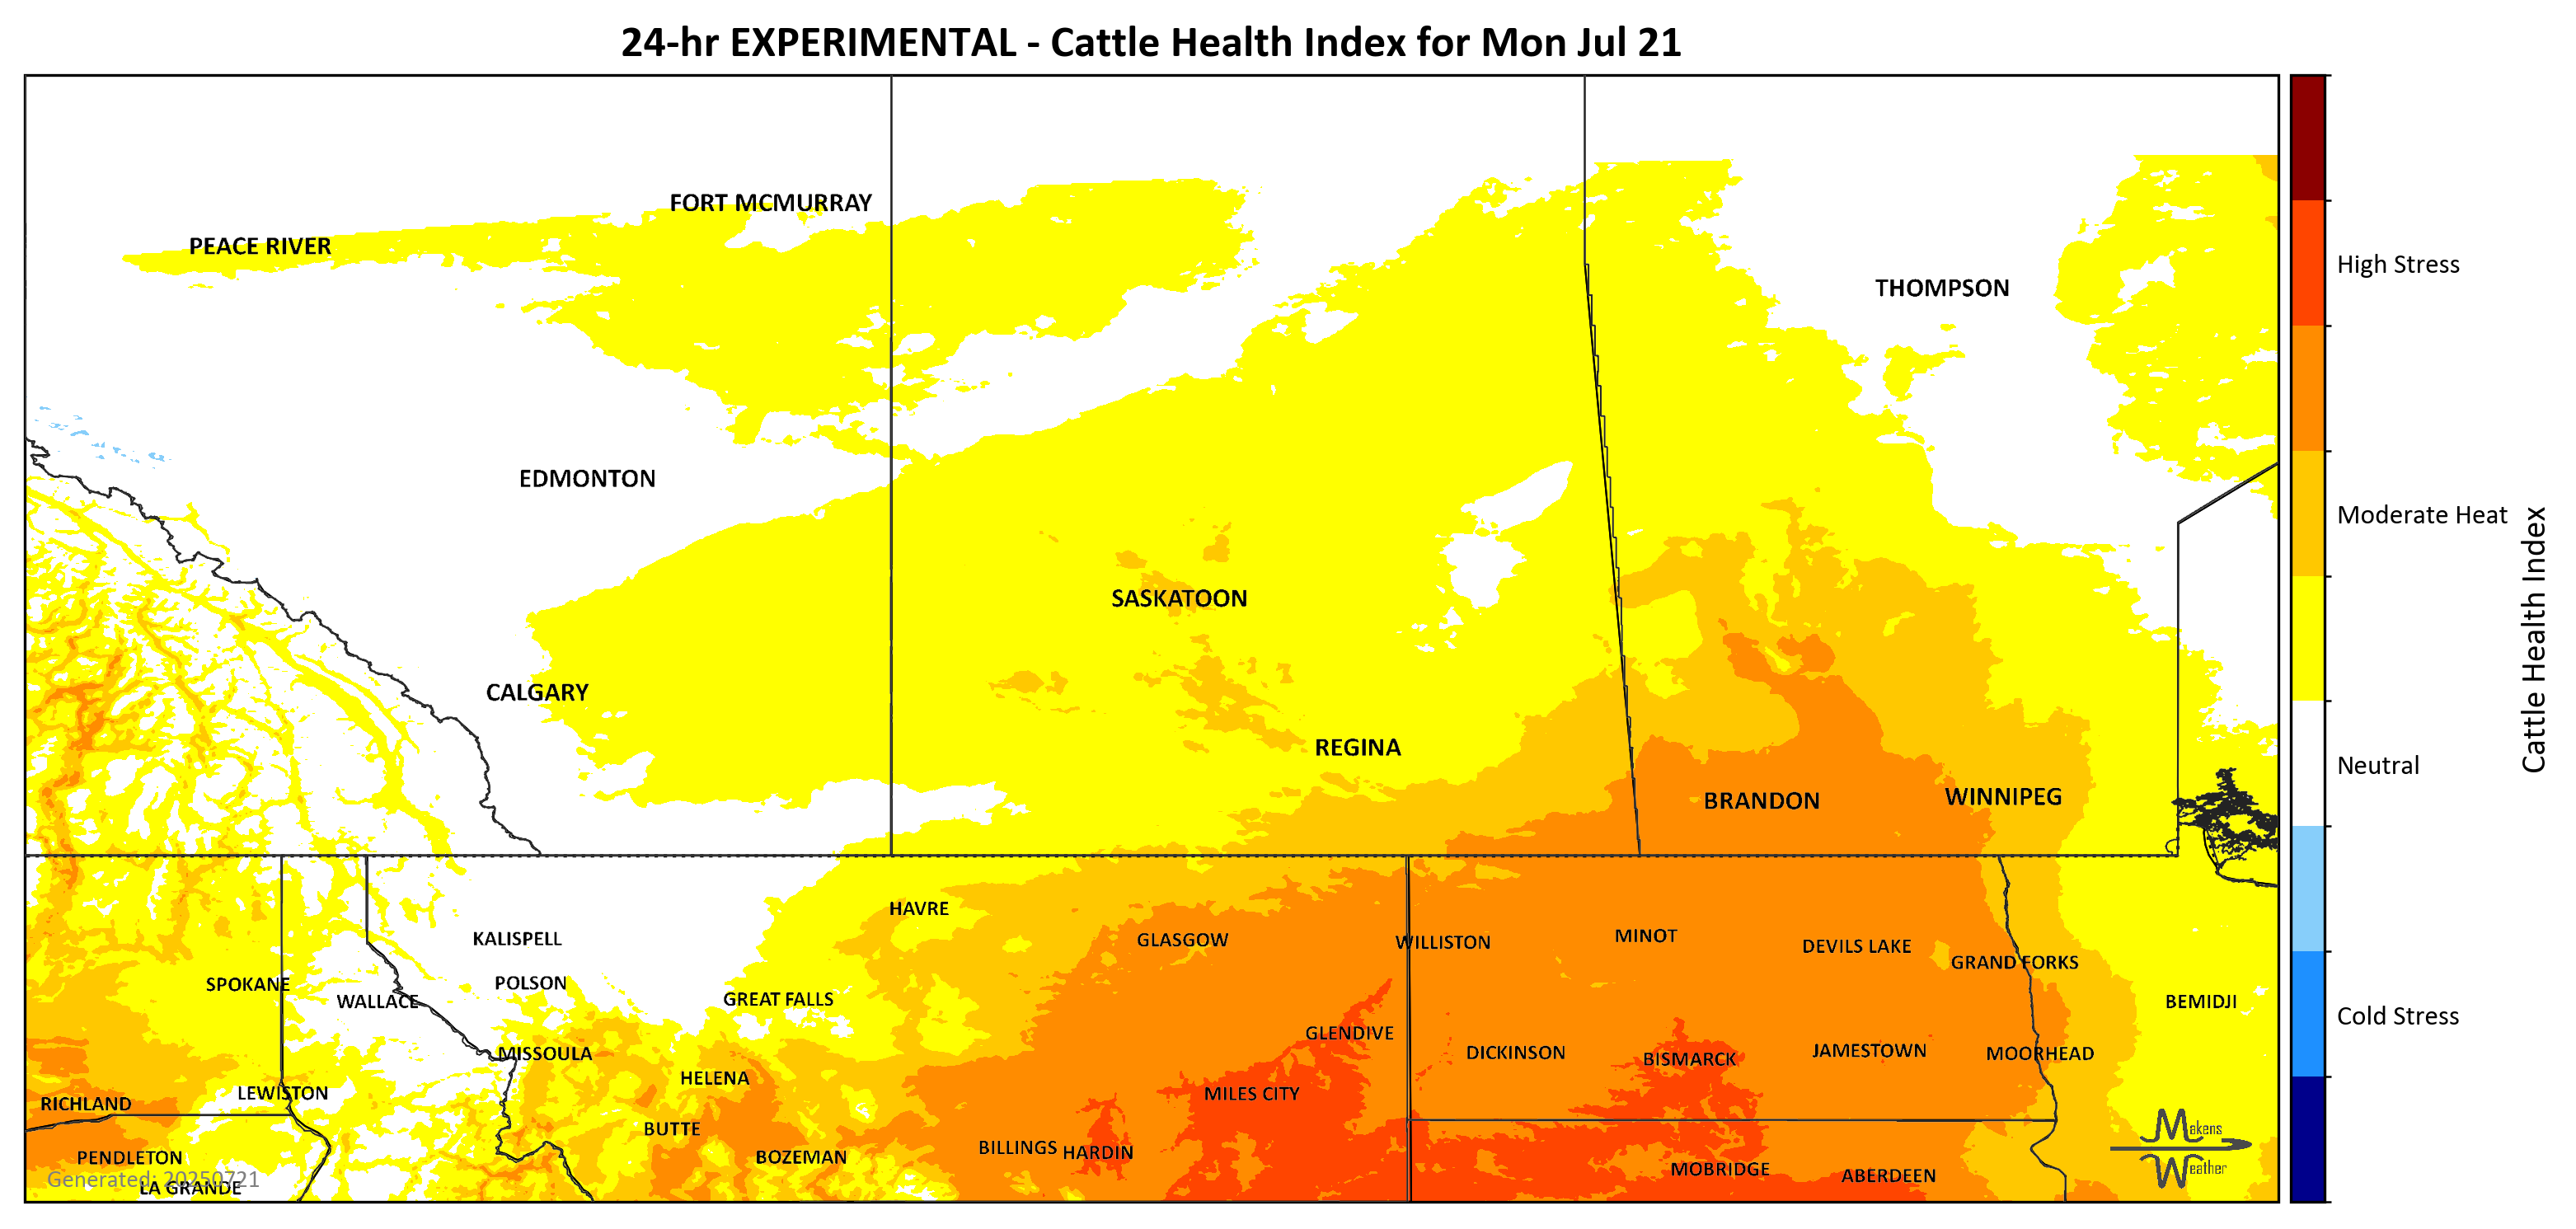 24-hr EXPERIMENTAL - Cattle Health Index for Mon Jul 21
FORT MCMURRAY
PEACE RIVER
THOMPSON
EDMONTON
SASKATOON
CALGARY
REGINA
BRANDON
WINNIPEG
HAVRE
KALISPELL
GLASGOW
WILLISTON
MINOT
DEVILS LAKE
GRAND FORKS
SPOKANE
POLSON
WALLACE
GREAT FALLS
BEMIDJI
GLENDIVE
MISSOULA
DICKINSON
BISMARCK
JAMESTOWN
MOORHEAD
HELENA
LEWISTON
MILES CITY
RICHLAND
BUTTE
BILLINGS
HARDIN
PENDLETON
BOZEMAN
MOBRIDGE
ABERDEEN
Generated: 20250721
LA GRANDE
Makens
Weather
High Stress
Moderate Heat
Neutral
Cold Stress
Cattle Health Index